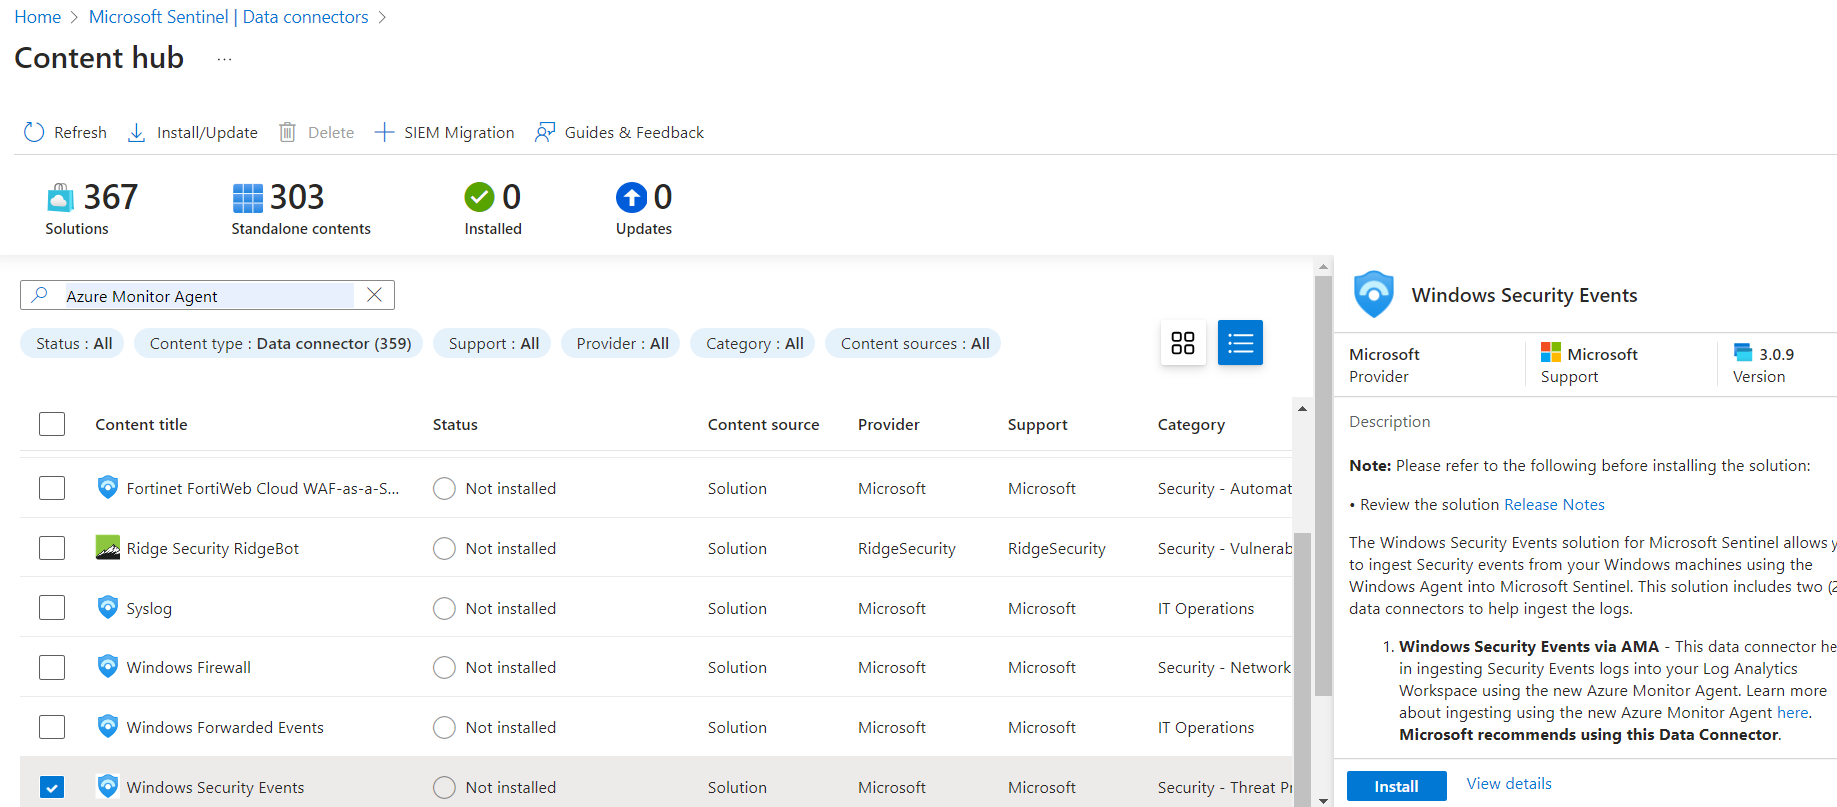 Home > Microsoft Sentinel | Data connectors >
Content hub ...
Refresh Install/Update Delete SIEM Migration Guides & Feedback
367 303 0 0
Solutions Standalone contents Installed Updates
Azure Monitor Agent
Status : All Content type : Data connector (359) Support : All Provider : All Category : All Content sources : All
Content title Status Content source Provider Support Category
Fortinet FortiWeb Cloud WAF-as-a-S... Not installed Solution Microsoft Microsoft Security - Automat
Ridge Security RidgeBot Not installed Solution RidgeSecurity RidgeSecurity Security - Vulnerab
Syslog Not installed Solution Microsoft Microsoft IT Operations
Windows Firewall Not installed Solution Microsoft Microsoft Security - Network
Windows Forwarded Events Not installed Solution Microsoft Microsoft IT Operations
Windows Security Events Not installed Solution Microsoft Microsoft Security - Threat Pr
Windows Security Events
Microsoft Microsoft 3.0.9
Provider Support Version
Description
Note: Please refer to the following before installing the solution:
• Review the solution Release Notes
The Windows Security Events solution for Microsoft Sentinel allows y
to ingest Security events from your Windows machines using the
Windows Agent into Microsoft Sentinel. This solution includes two (2
data connectors to help ingest the logs.
1. Windows Security Events via AMA - This data connector he
in ingesting Security Events logs into your Log Analytics
Workspace using the new Azure Monitor Agent. Learn more
about ingesting using the new Azure Monitor Agent here.
Microsoft recommends using this Data Connector.
Install View details